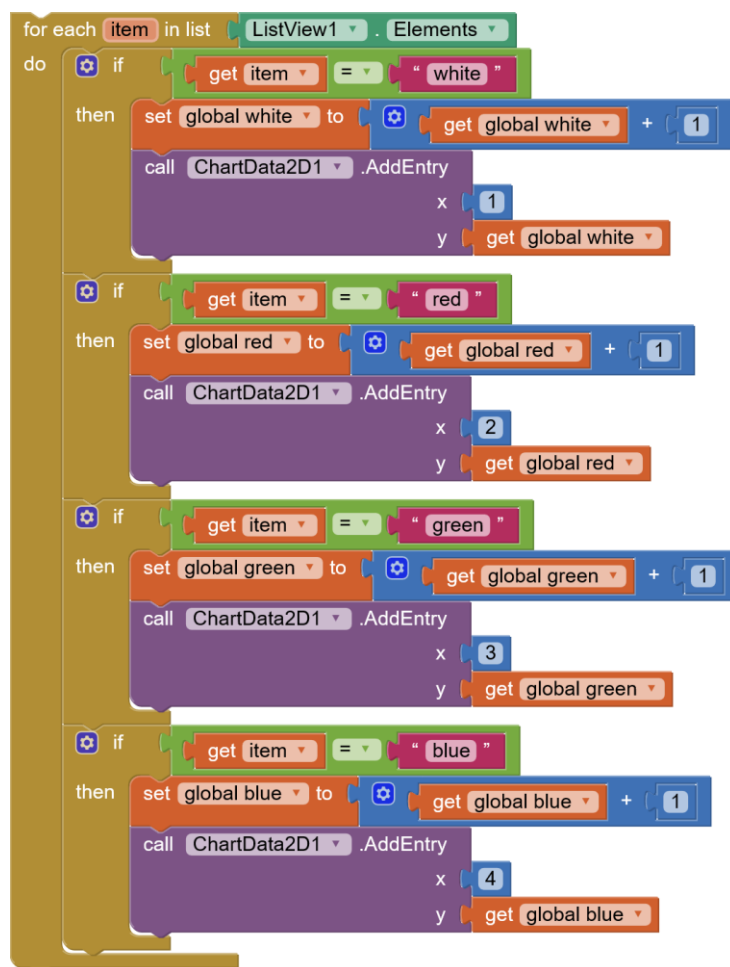 for each item in list ListView1 . Elements
do if get item = " white "
then set global white to get global white + 1
call ChartData2D1 .AddEntry
x 1
y get global white
if get item = " red "
then set global red to get global red + 1
call ChartData2D1 .AddEntry
x 2
y get global red
if get item = " green "
then set global green to get global green + 1
call ChartData2D1 .AddEntry
x 3
y get global green
if get item = " blue "
then set global blue to get global blue + 1
call ChartData2D1 .AddEntry
x 4
y get global blue